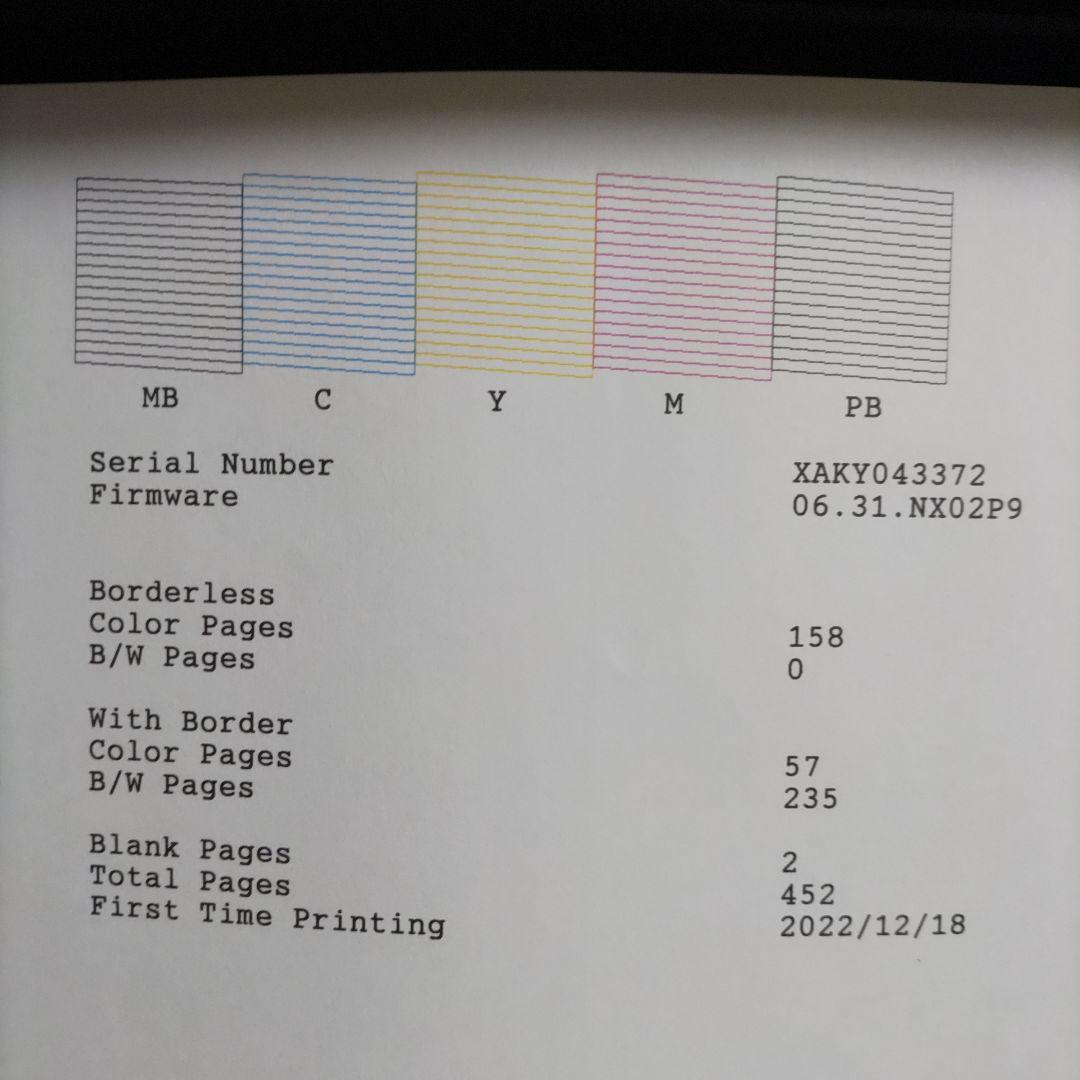 MB C Y M PB
Serial Number XAKY043372
Firmware 06.31.NX02P9
Borderless
Color Pages 158
B/W Pages 0
With Border
Color Pages 57
B/W Pages 235
Blank Pages 2
Total Pages 452
First Time Printing 2022/12/18